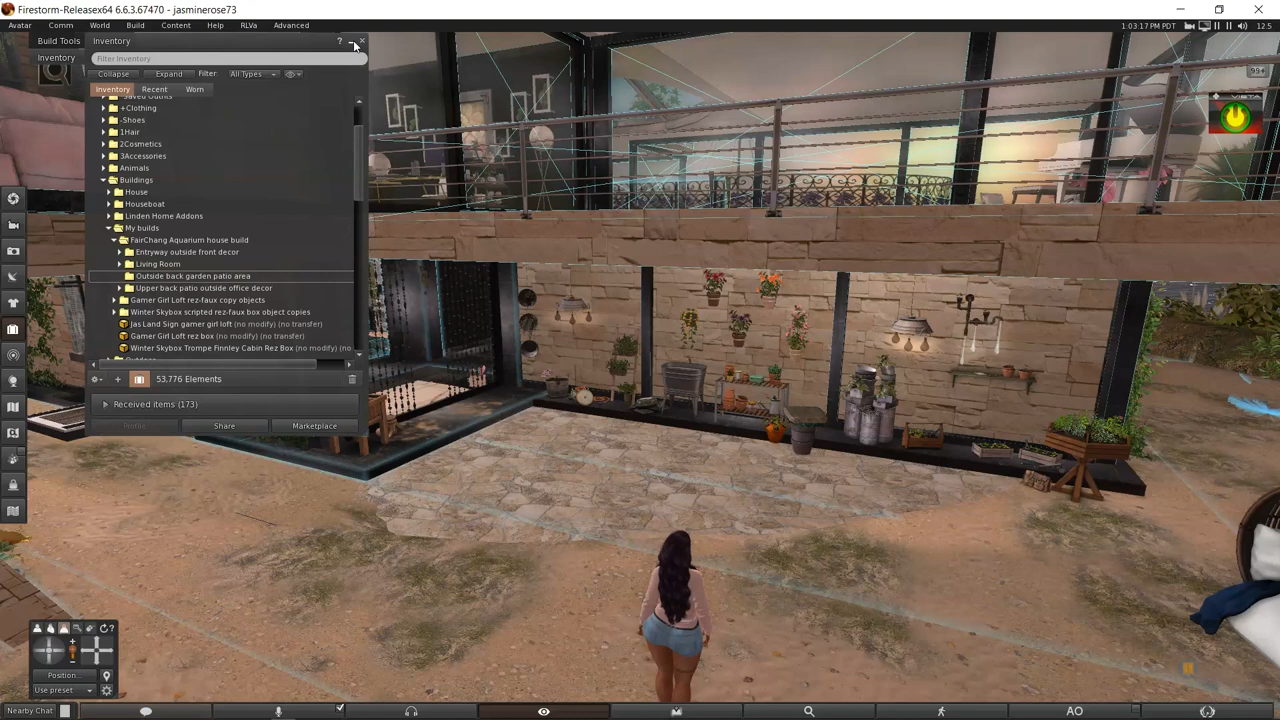 Firestorm-Releasex64 6.6.3.67470 - jasminerose73
Avatar Comm World Build Content Help RLVa Advanced
1:03:17 PM PDT
12.5
Build Tools
Inventory
Inventory
?
Filter Inventory
Collapse Expand Filter: All Types
Inventory Recent Worn
+Clothing
-Shoes
1Hair
2Cosmetics
3Accessories
Animals
Buildings
House
Houseboat
Linden Home Addons
My builds
FairChang Aquarium house build
Entryway outside front decor
Living Room
Outside back garden patio area
Upper back patio outside office decor
Gamer Girl Loft rez-faux copy objects
Winter Skybox scripted rez-faux box object copies
Jas Land Sign gamer girl loft (no modify) (no transfer)
Gamer Girl Loft rez box (no modify) (no transfer)
Winter Skybox Trompe Finnley Cabin Rez Box (no modify) (no
53,776 Elements
Received items (173)
Profile Share Marketplace
99+
VISTA
Position...
Use preset
Nearby Chat
AO